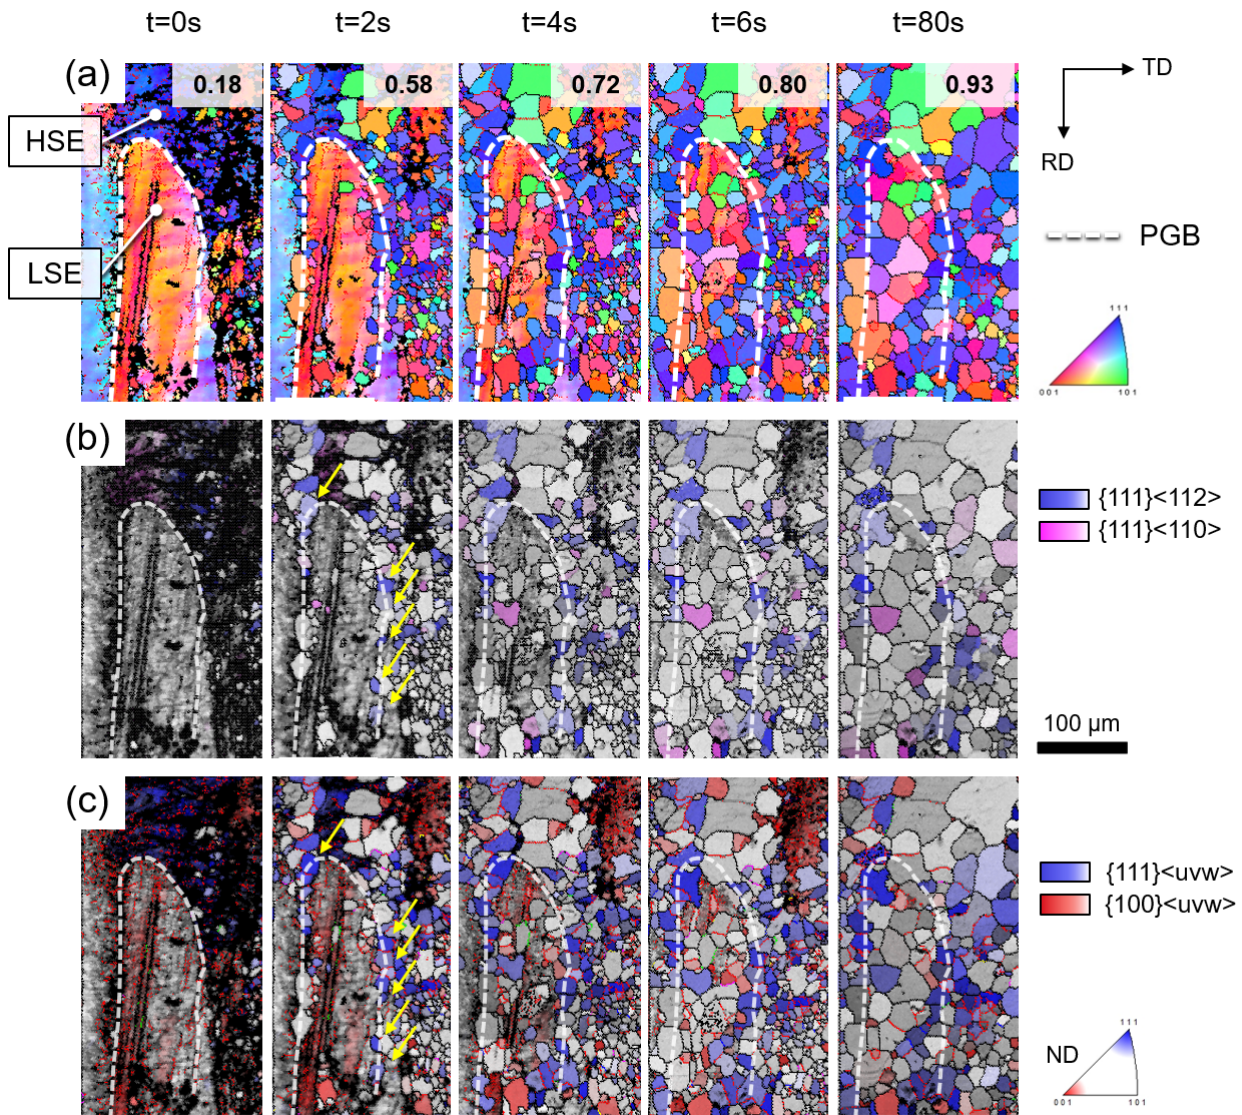 t=0s t=2s t=4s t=6s t=80s
(a) 0.18 0.58 0.72 0.80 0.93
TD
RD
HSE
LSE
PGB
111
001 101
(b)
{111}<112>
{111}<110>
100 µm
(c)
{111}<uvw>
{100}<uvw>
ND
111
001 101